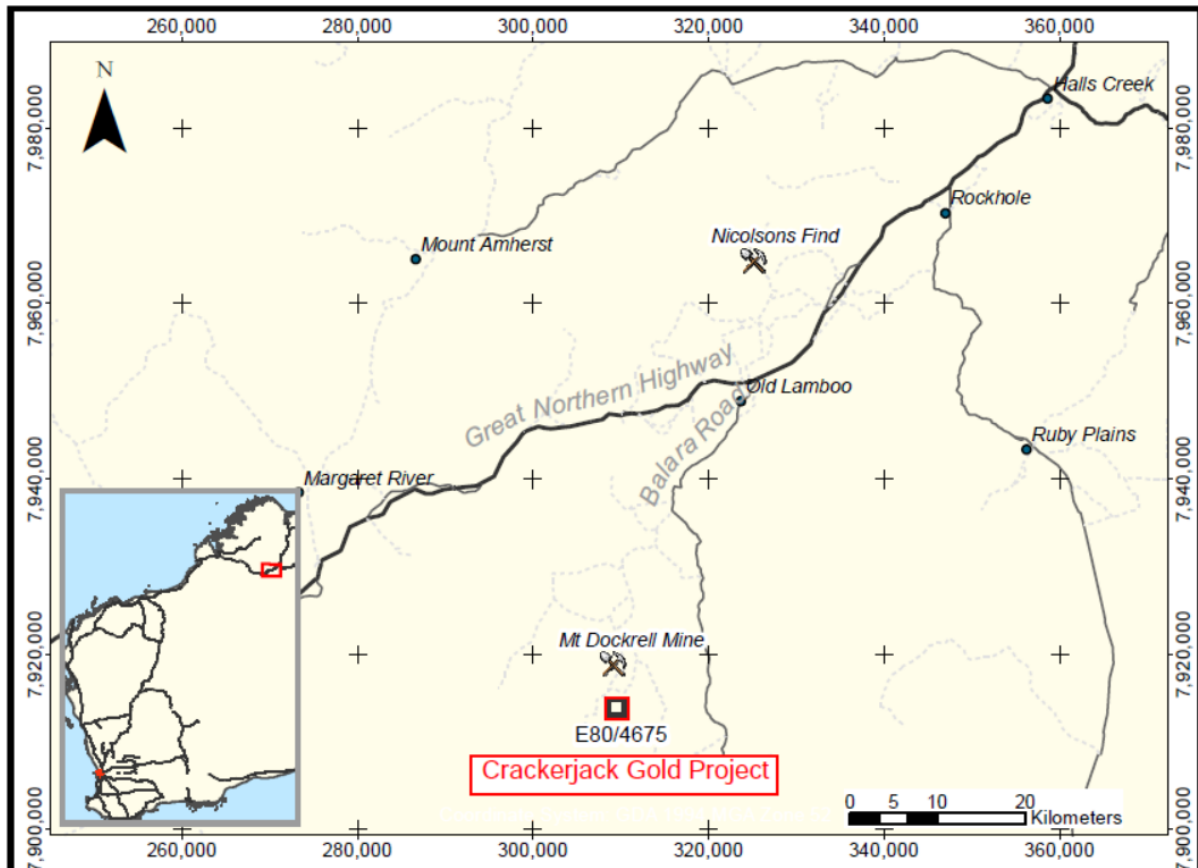 260,000 280,000 300,000 320,000 340,000 360,000
N
Halls Creek
7,980,000 7,980,000
Rockhole
Nicolsons Find
Mount Amherst
7,960,000 7,960,000
Great Northern Highway
Old Lamboo
Balara Road
Ruby Plains
Margaret River
7,940,000 7,940,000
Mt Dockrell Mine
7,920,000 7,920,000
E80/4675
Crackerjack Gold Project
0 5 10 20
Kilometers
7,900,000 7,900,000
260,000 280,000 300,000 320,000 340,000 360,000